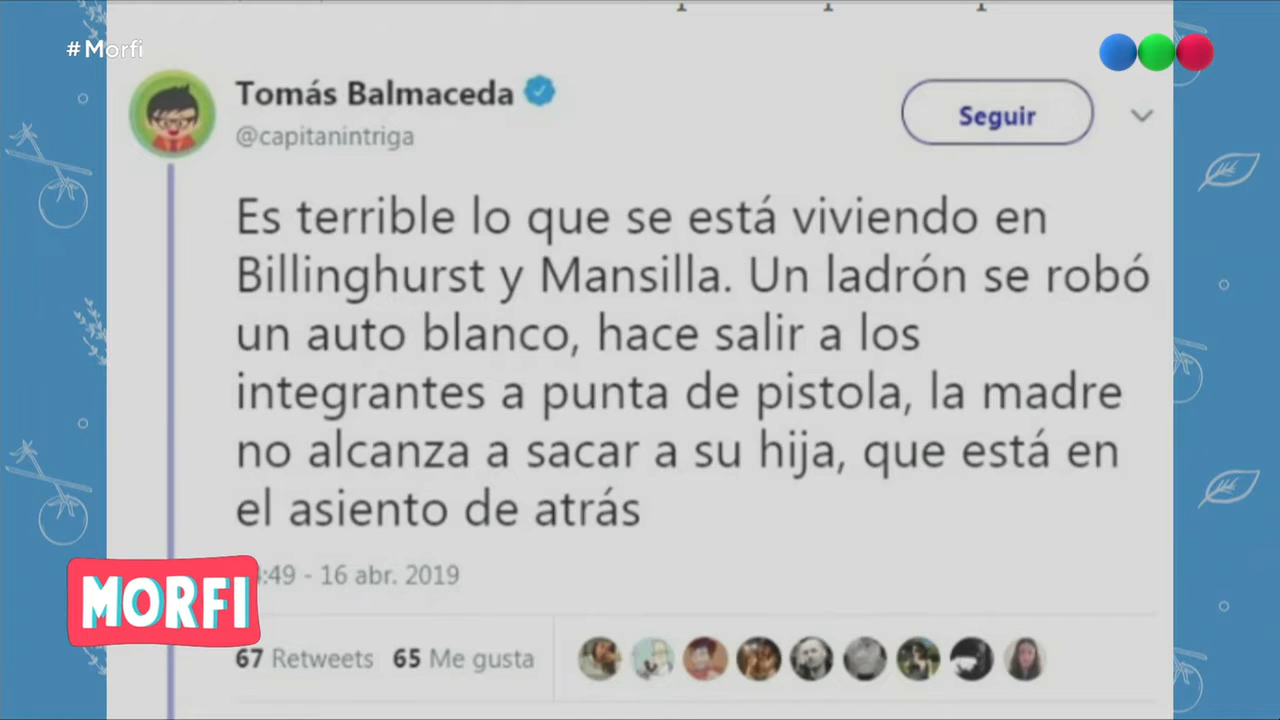 #Morfi
Tomás Balmaceda
@capitanintriga
Seguir
Es terrible lo que se está viviendo en
Billinghurst y Mansilla. Un ladrón se robó
un auto blanco, hace salir a los
integrantes a punta de pistola, la madre
no alcanza a sacar a su hija, que está en
el asiento de atrás
:49 - 16 abr. 2019
MORFI
67 Retweets 65 Me gusta